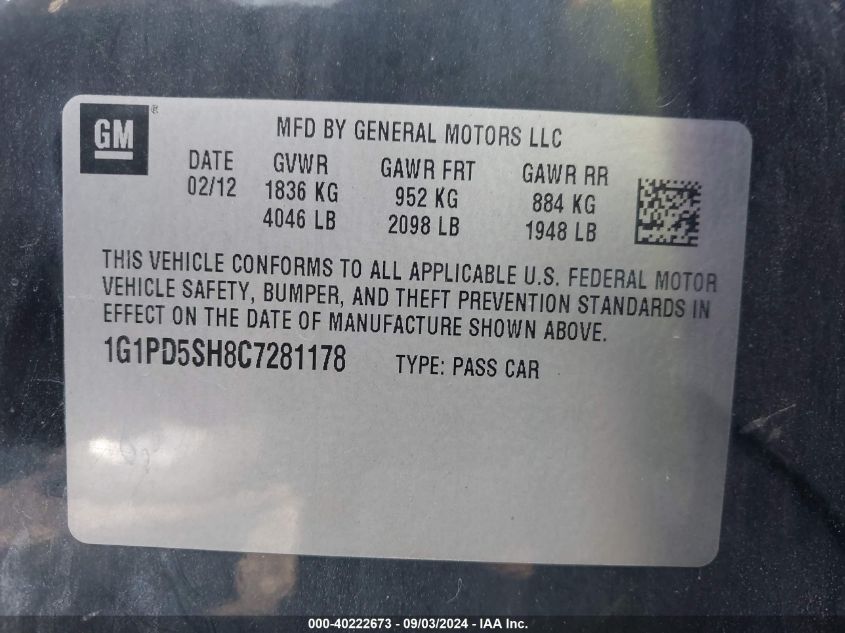 GM ®
MFD BY GENERAL MOTORS LLC
DATE GVWR GAWR FRT GAWR RR
02/12 1836 KG 952 KG 884 KG
4046 LB 2098 LB 1948 LB
THIS VEHICLE CONFORMS TO ALL APPLICABLE U.S. FEDERAL MOTOR
VEHICLE SAFETY, BUMPER, AND THEFT PREVENTION STANDARDS IN
EFFECT ON THE DATE OF MANUFACTURE SHOWN ABOVE.
1G1PD5SH8C7281178 TYPE: PASS CAR
000-40222673 - 09/03/2024 - IAA Inc.